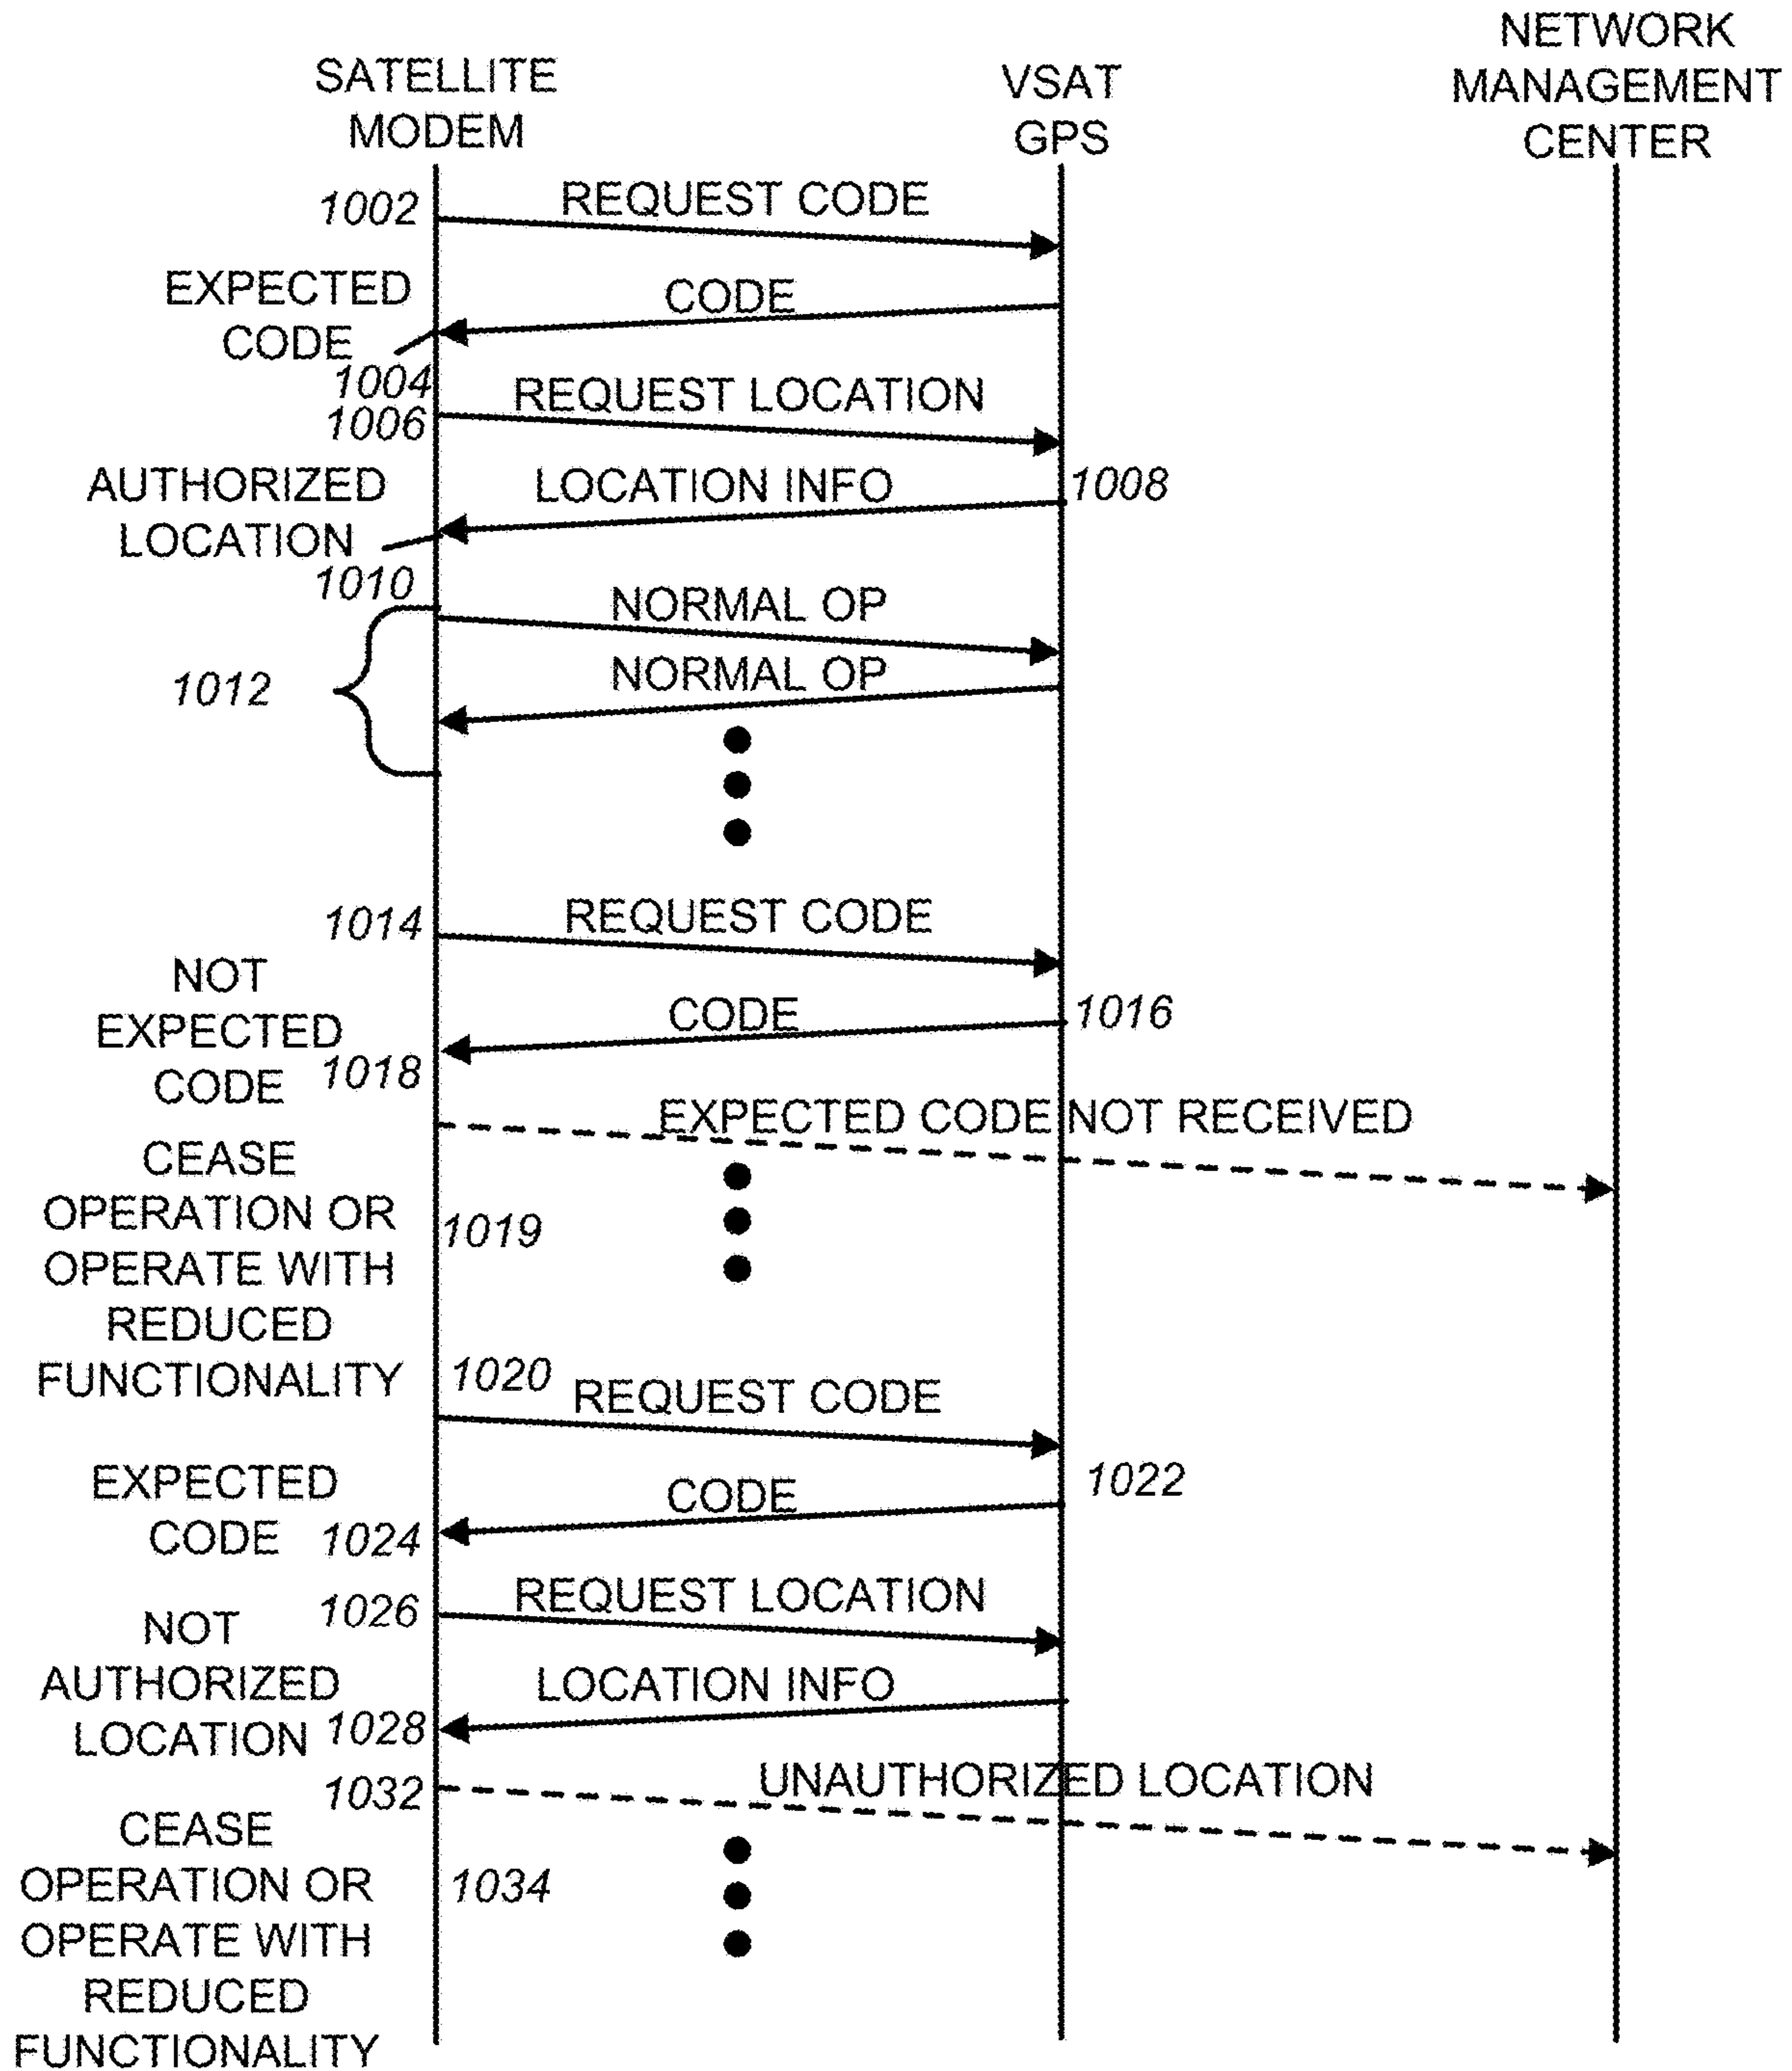 SATELLITE
MODEM
VSAT
GPS
NETWORK
MANAGEMENT
CENTER
1002
REQUEST CODE
EXPECTED
CODE
CODE
1004
1006
REQUEST LOCATION
AUTHORIZED
LOCATION
LOCATION INFO
1008
1010
NORMAL OP
1012
NORMAL OP
1014
REQUEST CODE
NOT
EXPECTED
CODE
CODE
1016
1018
EXPECTED CODE NOT RECEIVED
CEASE
OPERATION OR
OPERATE WITH
REDUCED
FUNCTIONALITY
1019
1020
REQUEST CODE
EXPECTED
CODE
CODE
1022
1024
1026
REQUEST LOCATION
NOT
AUTHORIZED
LOCATION
LOCATION INFO
1028
1032
UNAUTHORIZED LOCATION
CEASE
OPERATION OR
OPERATE WITH
REDUCED
FUNCTIONALITY
1034